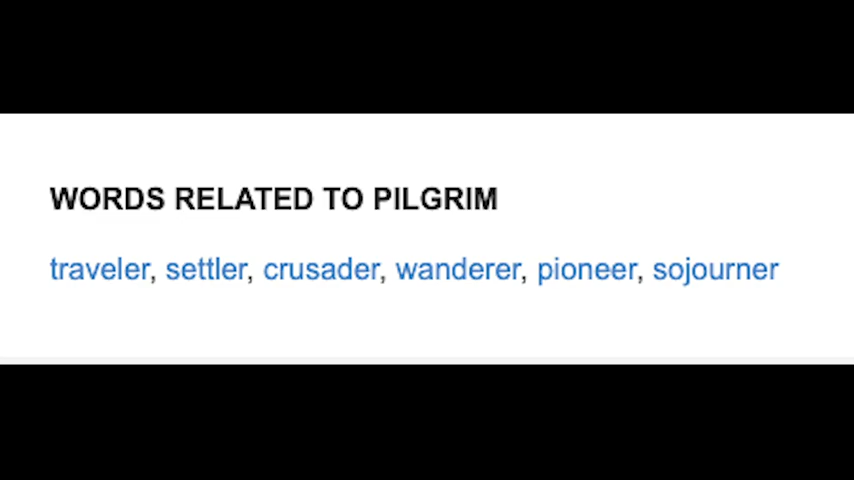 WORDS RELATED TO PILGRIM
traveler, settler, crusader, wanderer, pioneer, sojourner